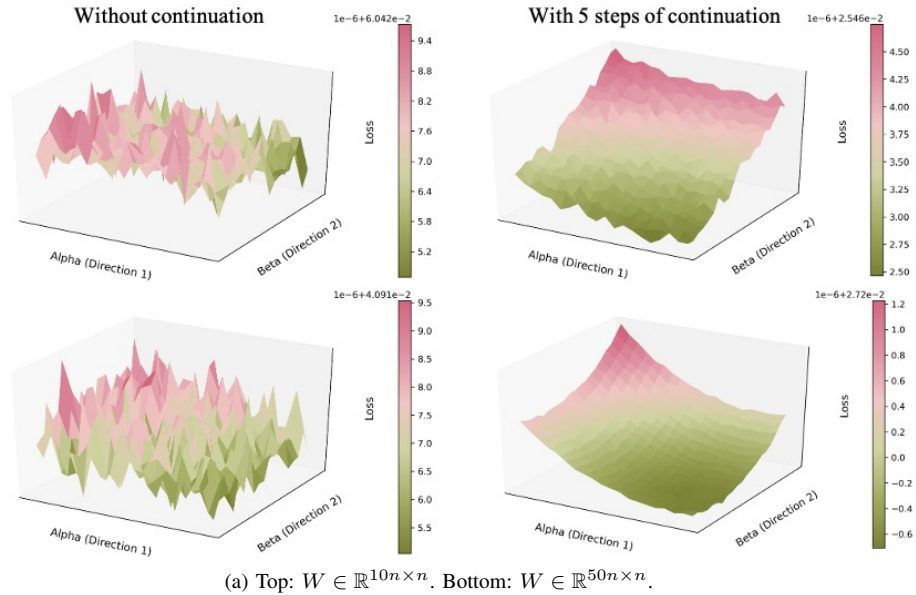 Without continuation
With 5 steps of continuation
1e-6+6.042e-2
9.4
8.8
8.2
7.6
7.0
6.4
5.8
5.2
Loss
Alpha (Direction 1)
Beta (Direction 2)
1e-6+2.546e-2
4.50
4.25
4.00
3.75
3.50
3.25
3.00
2.75
2.50
Loss
Alpha (Direction 1)
Beta (Direction 2)
1e-6+4.091e-2
9.5
9.0
8.5
8.0
7.5
7.0
6.5
6.0
5.5
Loss
Alpha (Direction 1)
Beta (Direction 2)
1e-6+2.72e-2
1.2
1.0
0.8
0.6
0.4
0.2
0.0
−0.2
−0.4
−0.6
Loss
Alpha (Direction 1)
Beta (Direction 2)
(a) Top: W ∈ ℝ^{10n×n}. Bottom: W ∈ ℝ^{50n×n}.